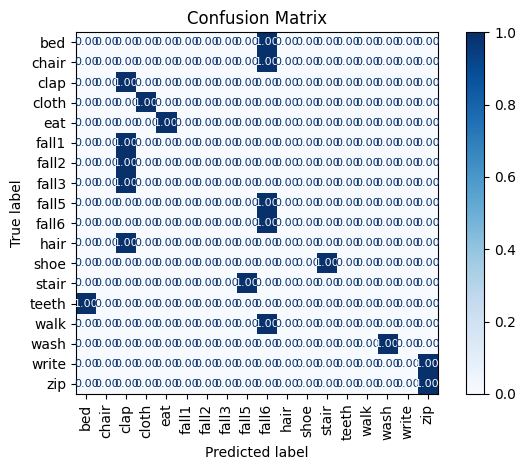 Confusion Matrix
bed 0.00 0.00 0.00 0.00 0.00 0.00 0.00 0.00 0.00 1.00 0.00 0.00 0.00 0.00 0.00 0.00 0.00 0.00
chair 0.00 0.00 0.00 0.00 0.00 0.00 0.00 0.00 0.00 1.00 0.00 0.00 0.00 0.00 0.00 0.00 0.00 0.00
clap 0.00 0.00 1.00 0.00 0.00 0.00 0.00 0.00 0.00 0.00 0.00 0.00 0.00 0.00 0.00 0.00 0.00 0.00
cloth 0.00 0.00 0.00 1.00 0.00 0.00 0.00 0.00 0.00 0.00 0.00 0.00 0.00 0.00 0.00 0.00 0.00 0.00
eat 0.00 0.00 0.00 0.00 1.00 0.00 0.00 0.00 0.00 0.00 0.00 0.00 0.00 0.00 0.00 0.00 0.00 0.00
fall1 0.00 0.00 1.00 0.00 0.00 0.00 0.00 0.00 0.00 0.00 0.00 0.00 0.00 0.00 0.00 0.00 0.00 0.00
fall2 0.00 0.00 1.00 0.00 0.00 0.00 0.00 0.00 0.00 0.00 0.00 0.00 0.00 0.00 0.00 0.00 0.00 0.00
fall3 0.00 0.00 1.00 0.00 0.00 0.00 0.00 0.00 0.00 0.00 0.00 0.00 0.00 0.00 0.00 0.00 0.00 0.00
fall5 0.00 0.00 0.00 0.00 0.00 0.00 0.00 0.00 0.00 1.00 0.00 0.00 0.00 0.00 0.00 0.00 0.00 0.00
fall6 0.00 0.00 0.00 0.00 0.00 0.00 0.00 0.00 0.00 1.00 0.00 0.00 0.00 0.00 0.00 0.00 0.00 0.00
hair 0.00 0.00 1.00 0.00 0.00 0.00 0.00 0.00 0.00 0.00 0.00 0.00 0.00 0.00 0.00 0.00 0.00 0.00
shoe 0.00 0.00 0.00 0.00 0.00 0.00 0.00 0.00 0.00 0.00 0.00 0.00 1.00 0.00 0.00 0.00 0.00 0.00
stair 0.00 0.00 0.00 0.00 0.00 0.00 0.00 0.00 1.00 0.00 0.00 0.00 0.00 0.00 0.00 0.00 0.00 0.00
teeth 1.00 0.00 0.00 0.00 0.00 0.00 0.00 0.00 0.00 0.00 0.00 0.00 0.00 0.00 0.00 0.00 0.00 0.00
walk 0.00 0.00 0.00 0.00 0.00 0.00 0.00 0.00 0.00 1.00 0.00 0.00 0.00 0.00 0.00 0.00 0.00 0.00
wash 0.00 0.00 0.00 0.00 0.00 0.00 0.00 0.00 0.00 0.00 0.00 0.00 0.00 0.00 0.00 1.00 0.00 0.00
write 0.00 0.00 0.00 0.00 0.00 0.00 0.00 0.00 0.00 0.00 0.00 0.00 0.00 0.00 0.00 0.00 0.00 1.00
zip 0.00 0.00 0.00 0.00 0.00 0.00 0.00 0.00 0.00 0.00 0.00 0.00 0.00 0.00 0.00 0.00 0.00 1.00
True label
bed chair clap cloth eat fall1 fall2 fall3 fall5 fall6 hair shoe stair teeth walk wash write zip
Predicted label
1.0
0.8
0.6
0.4
0.2
0.0